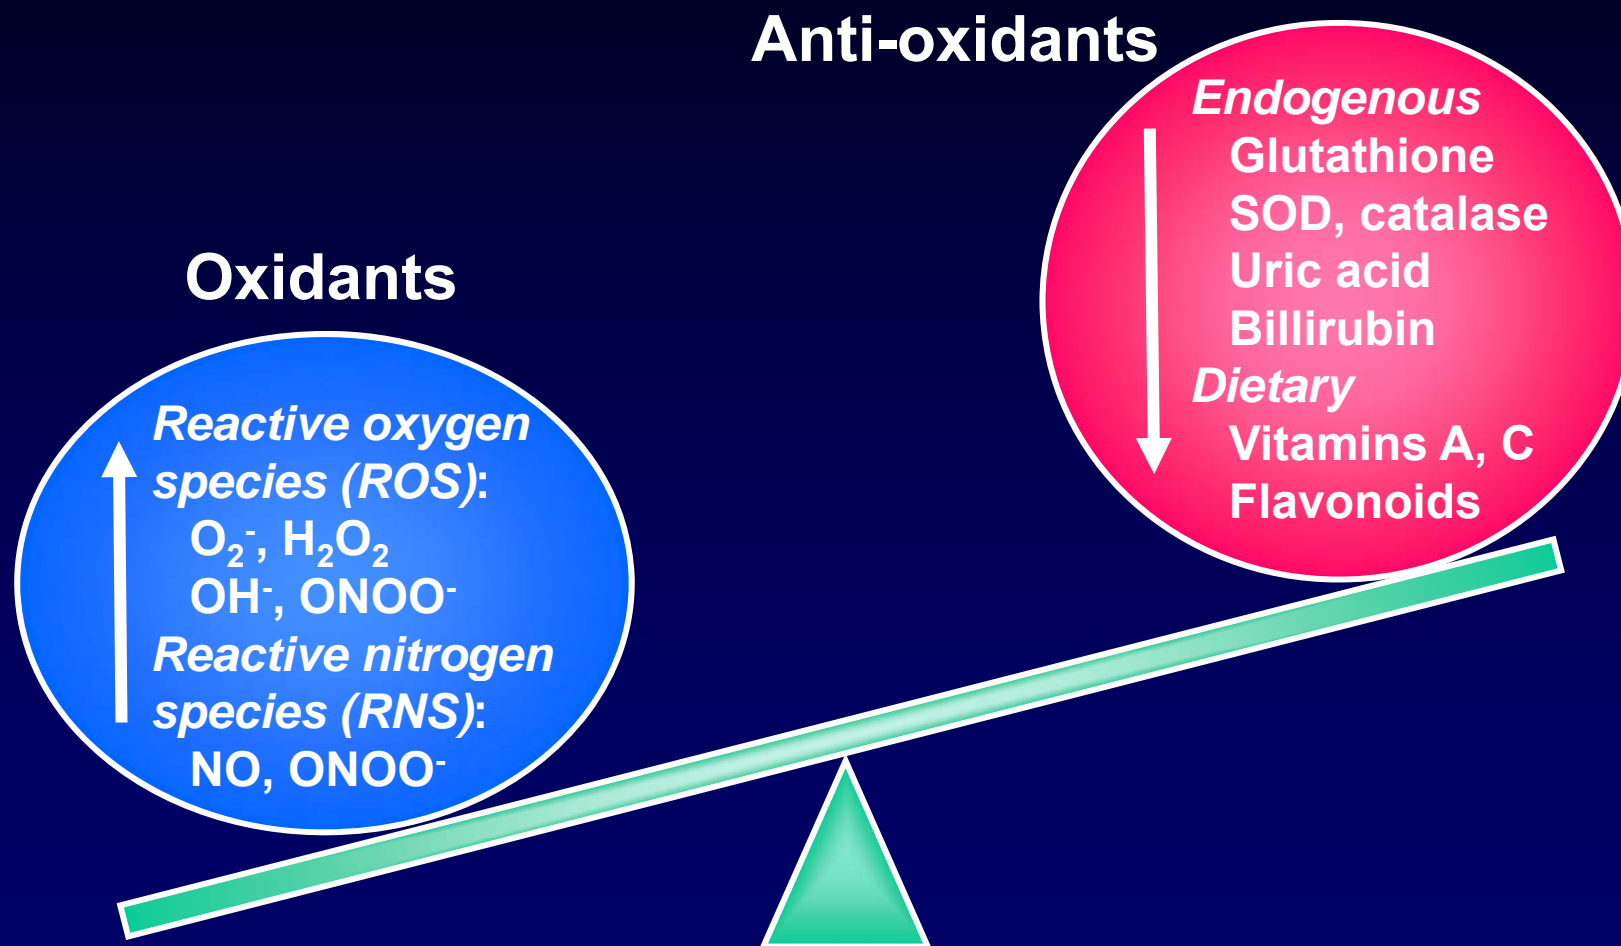 Anti-oxidants
Endogenous
Glutathione
SOD, catalase
Uric acid
Billirubin
Dietary
Vitamins A, C
Flavonoids
Oxidants
Reactive oxygen
species (ROS):
O₂⁻, H₂O₂
OH⁻, ONOO⁻
Reactive nitrogen
species (RNS):
NO, ONOO⁻